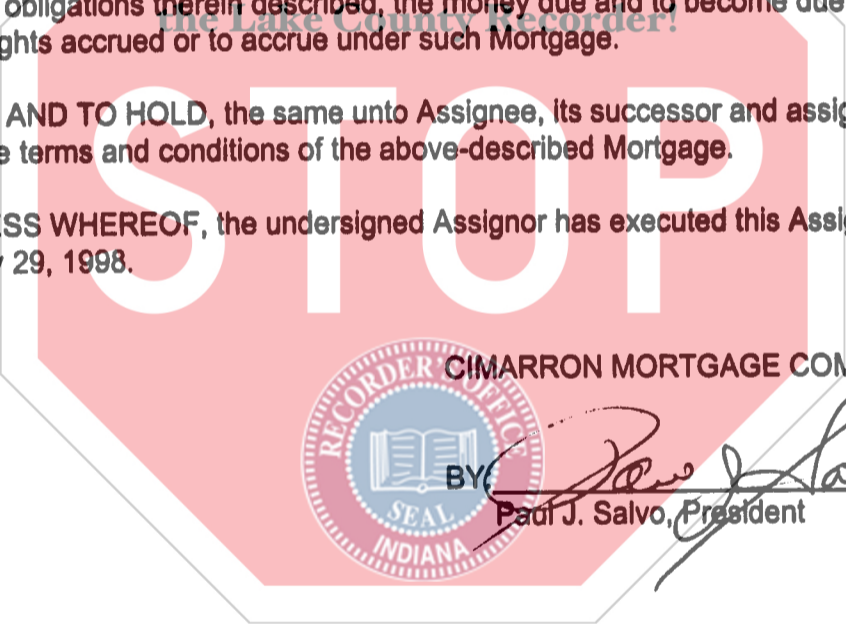 obligations therein described, the money due and to become due
the Lake County Recorder!
ghts accrued or to accrue under such Mortgage.
AND TO HOLD, the same unto Assignee, its successor and assig
e terms and conditions of the above-described Mortgage.
SS WHEREOF, the undersigned Assignor has executed this Assig
29, 1998.
STOP
CIMARRON MORTGAGE COM
RECORDER'S OFFICE
SEAL
INDIANA
BY
Paul J. Salvo, President